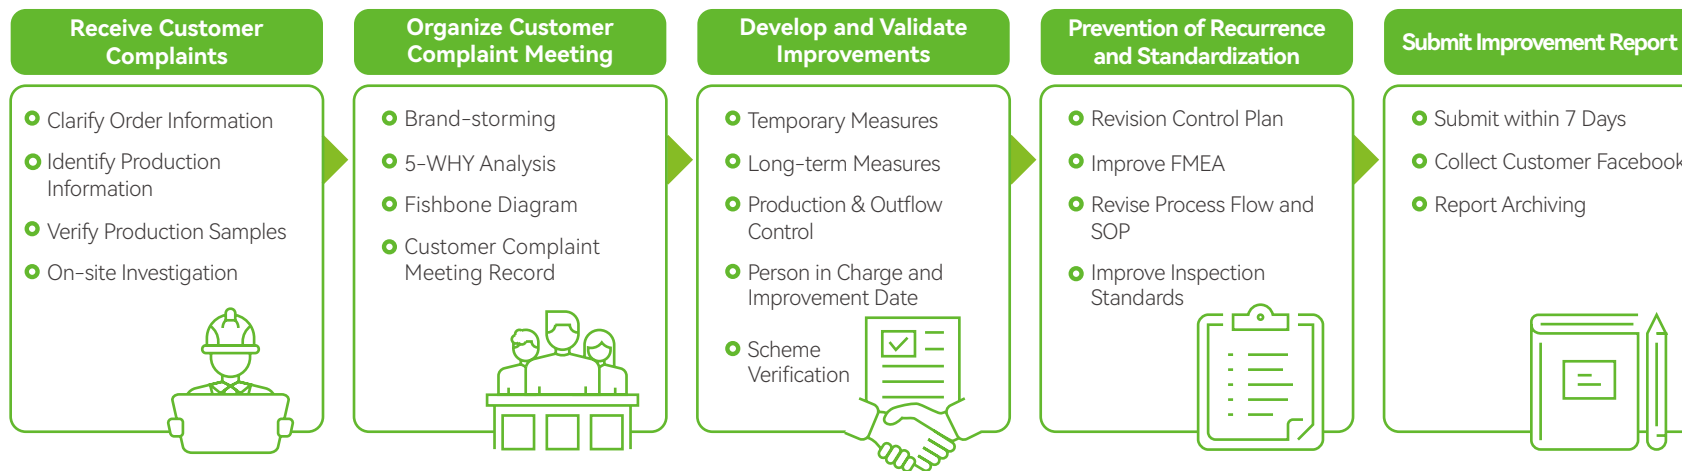 Receive Customer
Complaints
Clarify Order Information
Identify Production
Information
Verify Production Samples
On-site Investigation
Organize Customer
Complaint Meeting
Brand-storming
5-WHY Analysis
Fishbone Diagram
Customer Complaint
Meeting Record
Develop and Validate
Improvements
Temporary Measures
Long-term Measures
Production & Outflow
Control
Person in Charge and
Improvement Date
Scheme
Verification
Prevention of Recurrence
and Standardization
Revision Control Plan
Improve FMEA
Revise Process Flow and
SOP
Improve Inspection
Standards
Submit Improvement Report
Submit within 7 Days
Collect Customer Facebook
Report Archiving